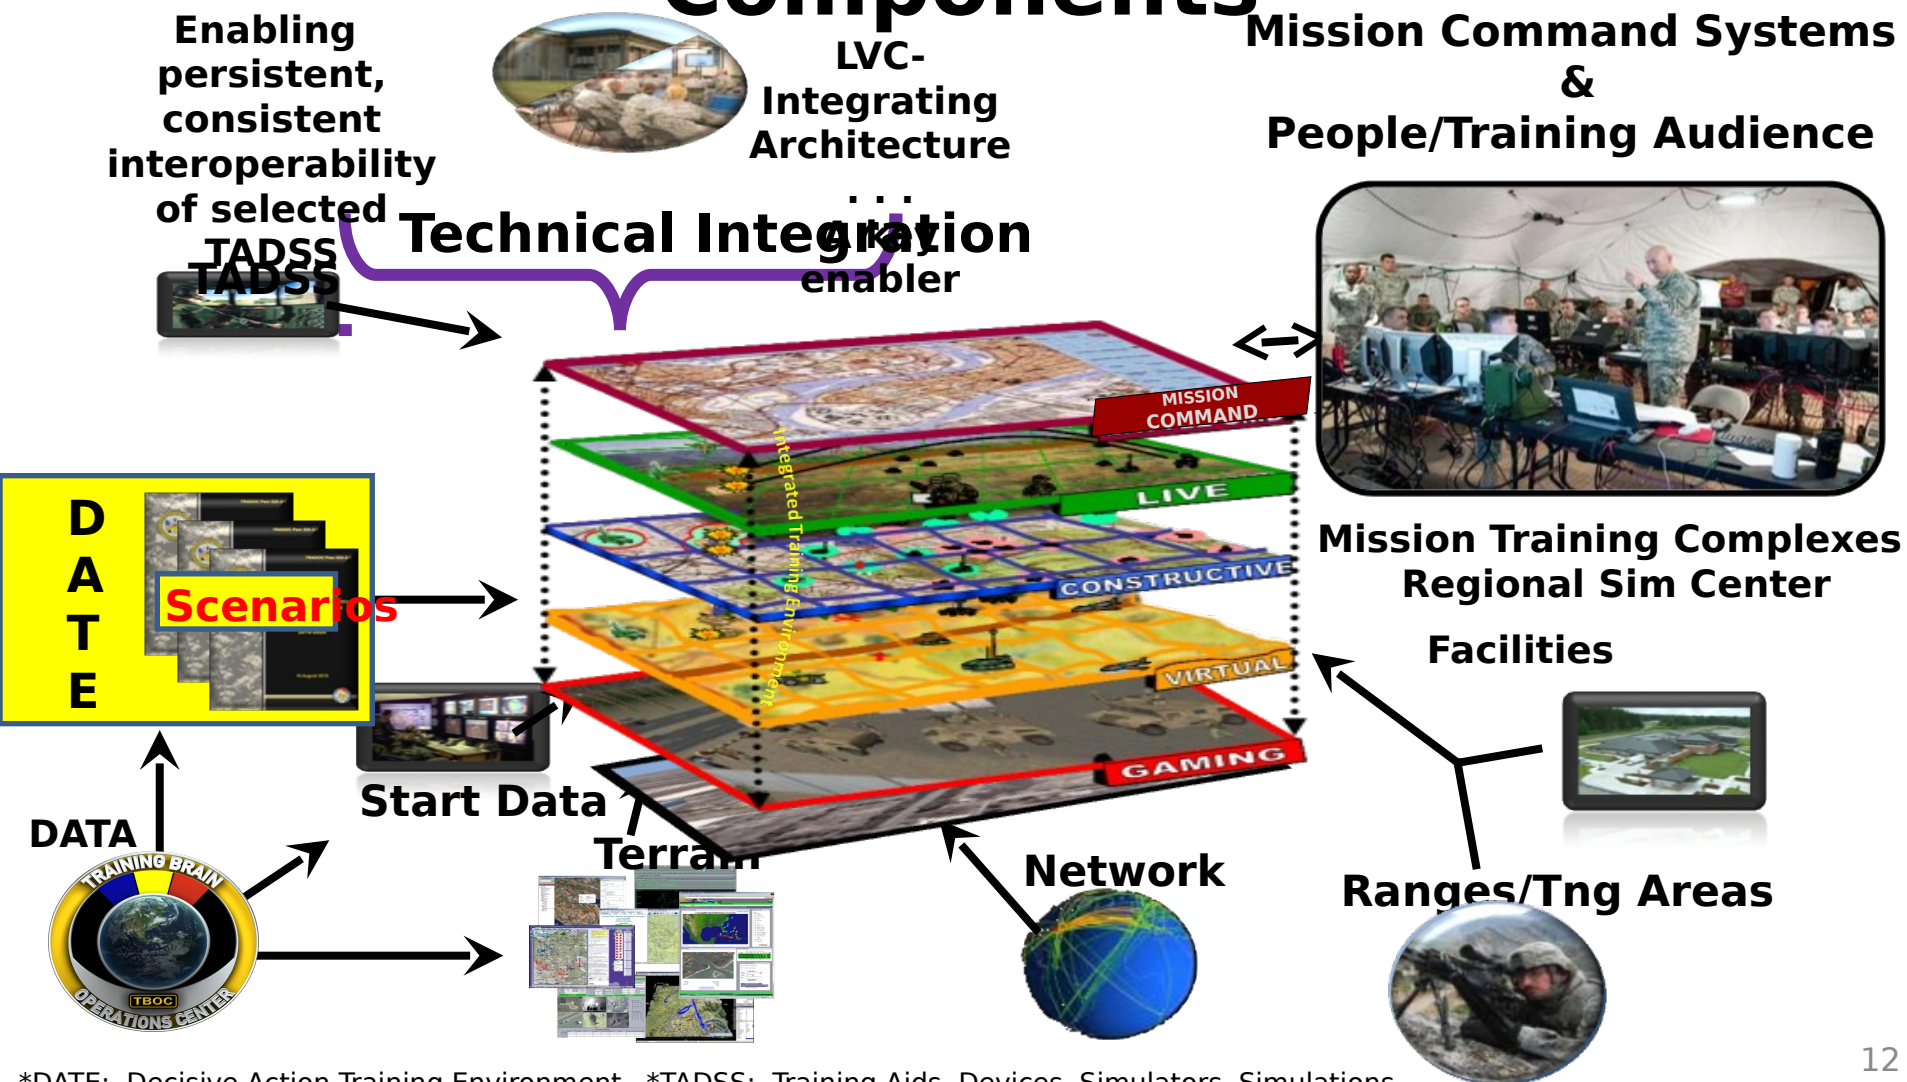 Components
Enabling
persistent,
consistent
interoperability
of selected
TADSS
LVC-
Integrating
Architecture
. . .
A key
enabler
Mission Command Systems
&
People/Training Audience
Technical Integration
TADSS
MISSION
COMMAND
LIVE
CONSTRUCTIVE
VIRTUAL
GAMING
Integrated Training Environment
D
A
T
E
Scenarios
Mission Training Complexes
Regional Sim Center
Facilities
Start Data
DATA
Terrain
Network
Ranges/Tng Areas
TRAINING BRAIN
TBOC
OPERATIONS CENTER
12
*DATE: Decisive Action Training Environment *TADSS: Training Aids, Devices, Simulators, Simulations